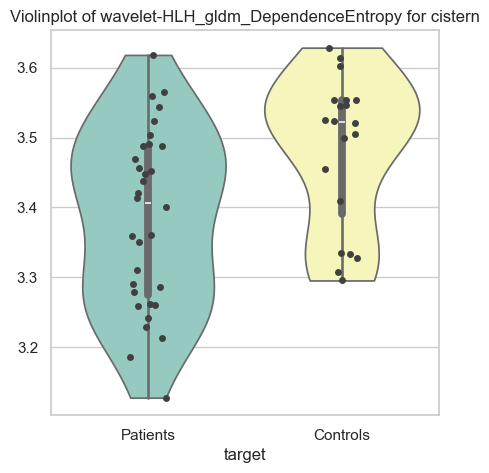 Violinplot of wavelet-HLH_gldm_DependenceEntropy for cistern
3.6
3.5
3.4
3.3
3.2
Patients
Controls
target